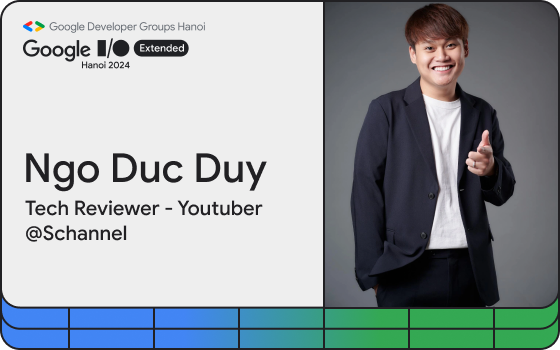 Google Developer Groups Hanoi
Google I/O Extended
Hanoi 2024
Ngo Duc Duy
Tech Reviewer - Youtuber
@Schannel